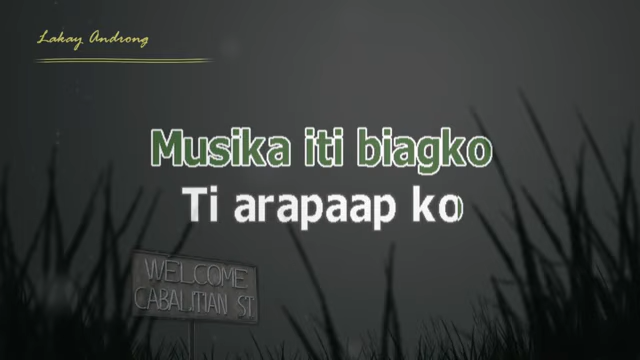 Lakay Androng
Musika iti biagko
Ti arapaap ko
WELCOME
CABALITIAN ST